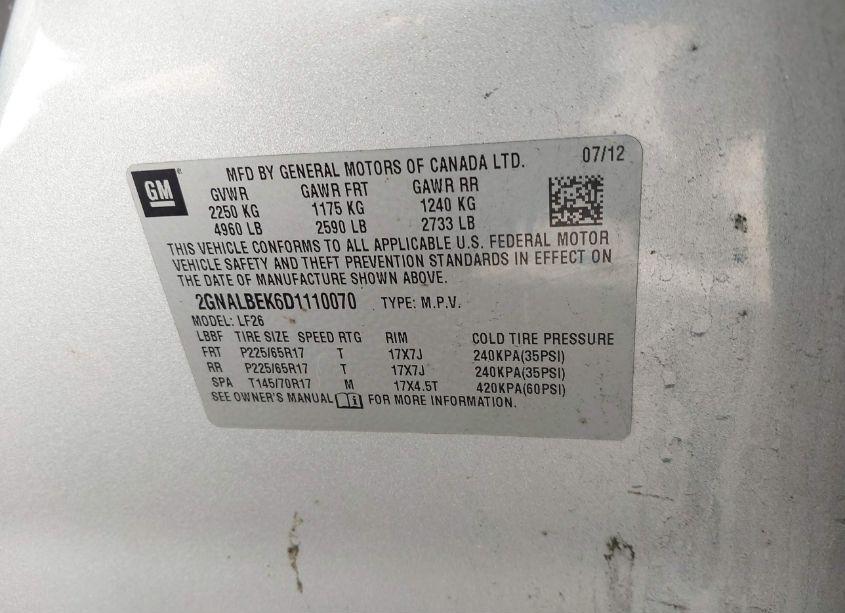 GM
MFD BY GENERAL MOTORS OF CANADA LTD. 07/12
GVWR GAWR FRT GAWR RR
2250 KG 1175 KG 1240 KG
4960 LB 2590 LB 2733 LB
THIS VEHICLE CONFORMS TO ALL APPLICABLE U.S. FEDERAL MOTOR
VEHICLE SAFETY AND THEFT PREVENTION STANDARDS IN EFFECT ON
THE DATE OF MANUFACTURE SHOWN ABOVE.
2GNALBEK6D1110070 TYPE: M.P.V.
MODEL: LF26
LBBF TIRE SIZE SPEED RTG RIM COLD TIRE PRESSURE
FRT P225/65R17 T 17X7J 240KPA(35PSI)
RR P225/65R17 T 17X7J 240KPA(35PSI)
SPA T145/70R17 M 17X4.5T 420KPA(60PSI)
SEE OWNER'S MANUAL FOR MORE INFORMATION.